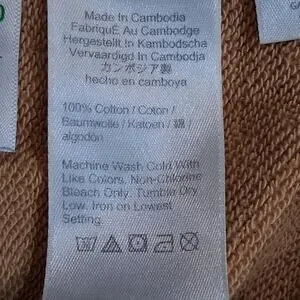 Made In Cambodia
FabriquÉ Au Cambodge
Hergestellt In Kambodscha
Vervaardigd In Cambodja
カンボジア製
hecho en camboya
100% Cotton / Coton /
Baumwolle / Katoen / 綿 /
algodón
Machine Wash Cold With
Like Colors. Non-Chlorine
Bleach Only. Tumble Dry
Low. Iron on Lowest
Setting.